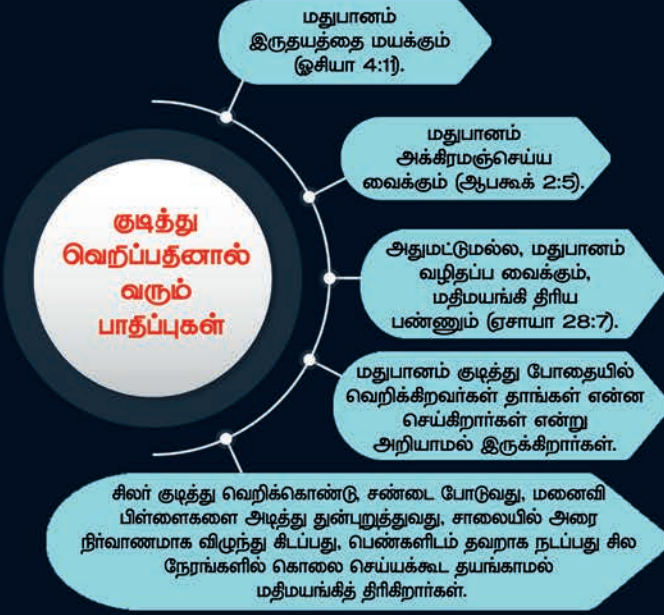 குடித்து
வெறிப்பதினால்
வரும்
பாதிப்புகள்
மதுபானம்
இருதயத்தை மயக்கும்
(ஓசியா 4:11).
மதுபானம்
அக்கிரமஞ்செய்ய
வைக்கும் (ஆபகூக் 2:5).
அதுமட்டுமல்ல, மதுபானம்
வழிதப்ப வைக்கும்,
மதிமயங்கி திரிய
பண்ணும் (ஏசாயா 28:7).
மதுபானம் குடித்து போதையில்
வெறிக்கிறவர்கள் தாங்கள் என்ன
செய்கிறார்கள் என்று
அறியாமல் இருக்கிறார்கள்.
சிலர் குடித்து வெறிக்கொண்டு, சண்டை போடுவது, மனைவி
பிள்ளைகளை அடித்து துன்புறுத்துவது, சாலையில் அரை
நிர்வாணமாக விழுந்து கிடப்பது, பெண்களிடம் தவறாக நடப்பது சில
நேரங்களில் கொலை செய்யக்கூட தயங்காமல்
மதிமயங்கித் திரிகிறார்கள்.